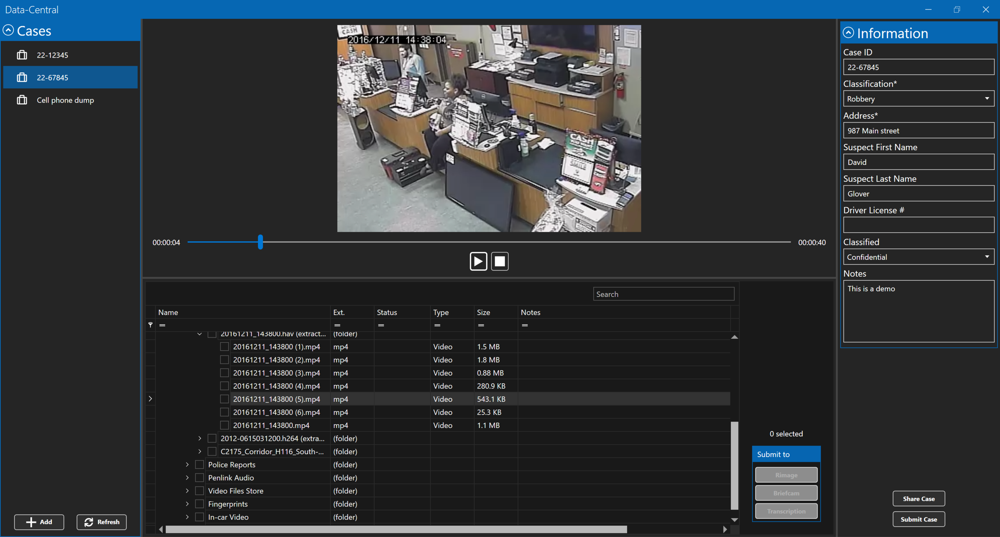 Data-Central
Cases
22-12345
22-67845
Cell phone dump
Add
Refresh
CASH
2016/12/11 14:38:04
CASH
SMILE
00:00:04
00:00:40
Search
Name Ext. Status Type Size Notes
20161211_143800.hav (extract... (folder)
20161211_143800 (1).mp4 mp4 Video 1.5 MB
20161211_143800 (2).mp4 mp4 Video 1.8 MB
20161211_143800 (3).mp4 mp4 Video 0.88 MB
20161211_143800 (4).mp4 mp4 Video 280.9 KB
20161211_143800 (5).mp4 mp4 Video 543.1 KB
20161211_143800 (6).mp4 mp4 Video 25.3 KB
20161211_143800.mp4 mp4 Video 1.1 MB
2012-0615031200.h264 (extra... (folder)
C2175_Corridor_H116_South-... (folder)
Police Reports (folder)
Penlink Audio (folder)
Video Files Store (folder)
Fingerprints (folder)
In-car Video (folder)
0 selected
Submit to
Rimage
Briefcam
Transcription
Information
Case ID
22-67845
Classification*
Robbery
Address*
987 Main street
Suspect First Name
David
Suspect Last Name
Glover
Driver License #
Classified
Confidential
Notes
This is a demo
Share Case
Submit Case